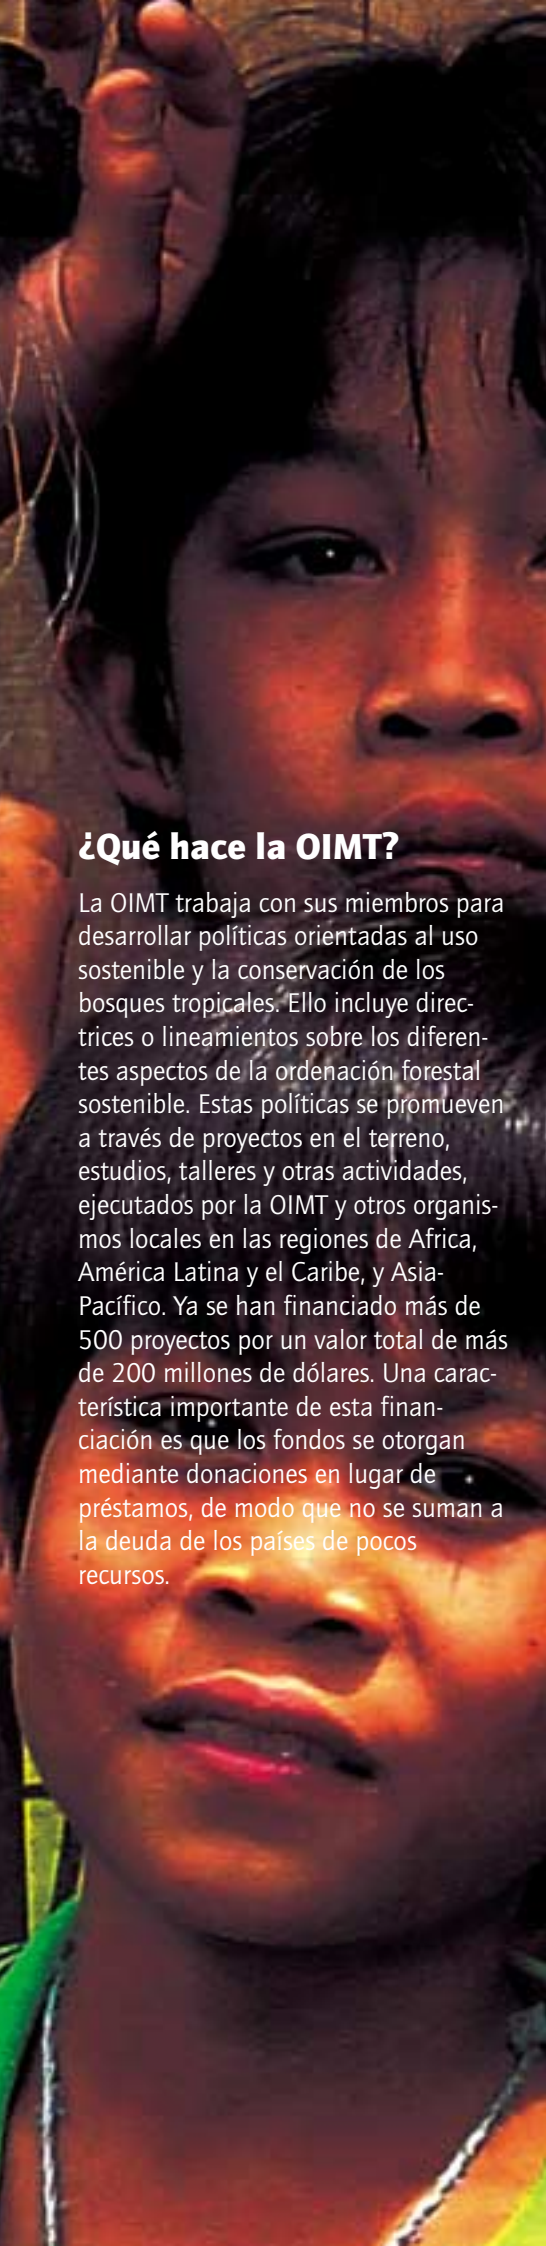 ¿Qué hace la OIMT?
La OIMT trabaja con sus miembros para
desarrollar políticas orientadas al uso
sostenible y la conservación de los
bosques tropicales. Ello incluye direc-
trices o lineamientos sobre los diferen-
tes aspectos de la ordenación forestal
sostenible. Estas políticas se promueven
a través de proyectos en el terreno,
estudios, talleres y otras actividades,
ejecutados por la OIMT y otros organis-
mos locales en las regiones de Africa,
América Latina y el Caribe, y Asia-
Pacífico. Ya se han financiado más de
500 proyectos por un valor total de más
de 200 millones de dólares. Una carac-
terística importante de esta finan-
ciación es que los fondos se otorgan
mediante donaciones en lugar de
préstamos, de modo que no se suman a
la deuda de los países de pocos
recursos.